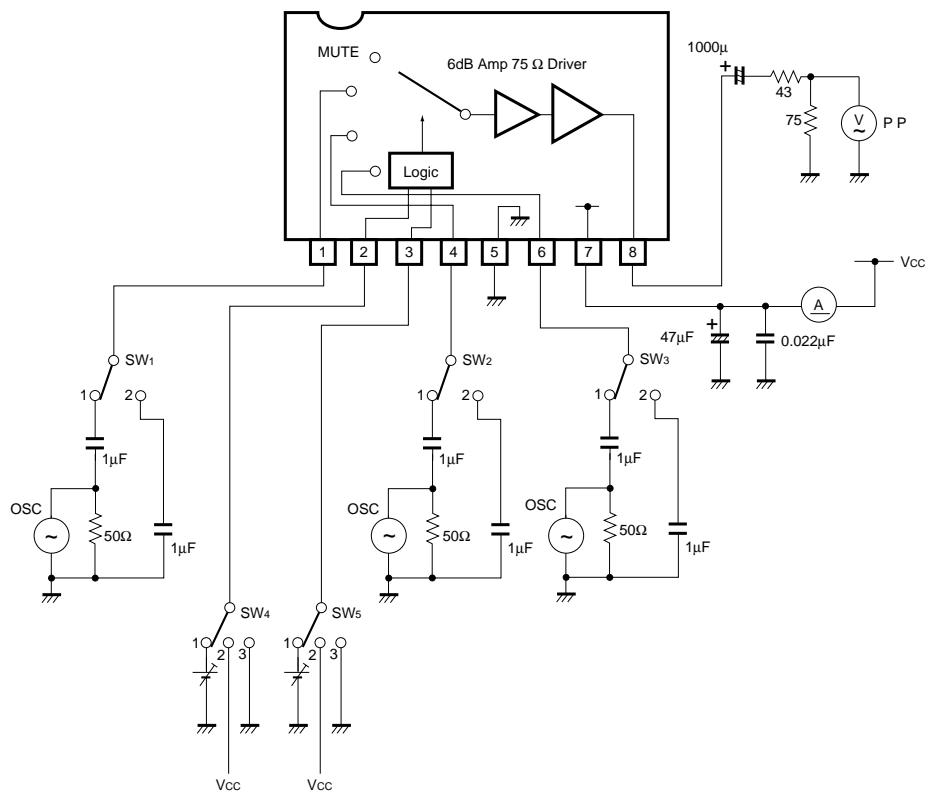 MUTE
6dB Amp 75 Ω Driver
Logic
1 2 3 4 5 6 7 8
1000μ
+
43
75
V
~
P P
VCC
A
47μF
+
0.022μF
SW1
1 2
1μF
OSC
~
50Ω
1μF
SW2
1 2
1μF
OSC
~
50Ω
1μF
SW3
1 2
1μF
OSC
~
50Ω
1μF
SW4
1 2 3
VCC
SW5
1 2 3
VCC